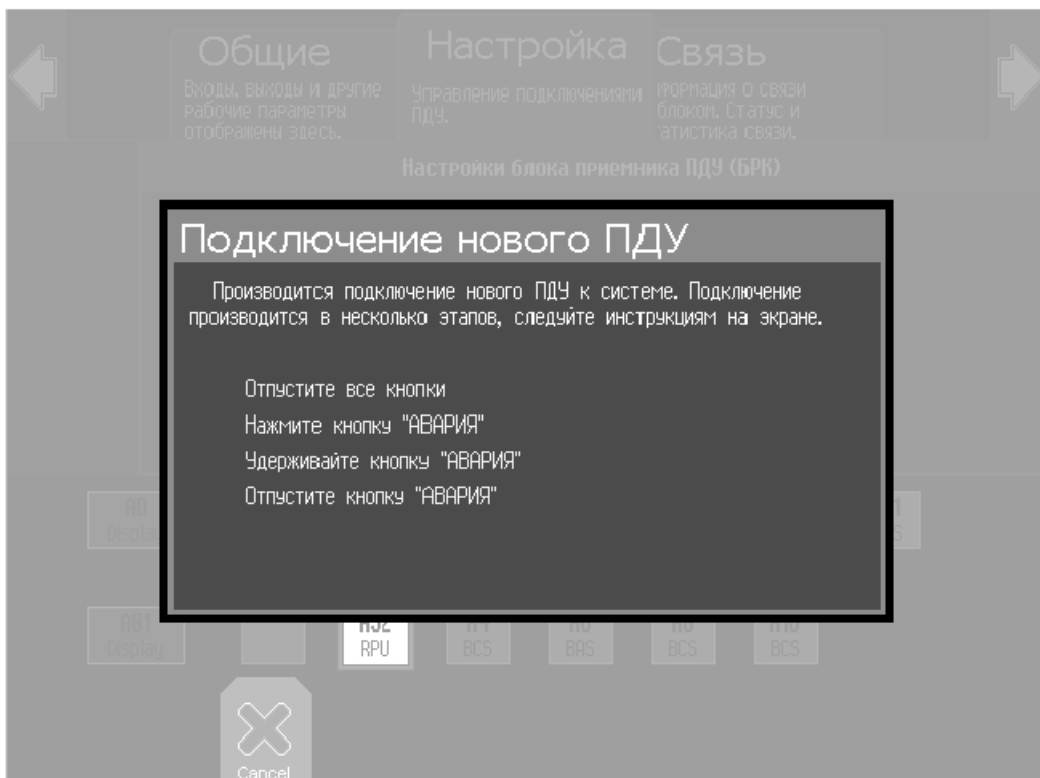 Общие
Настройка
Связь
Входы, выходы и другие
рабочие параметры
отображены здесь.
Управление подключениями
ПДУ.
нформация о связи
блоком. Статус и
атистика связи.
Настройки блока приемника ПДУ (БРК)
Подключение нового ПДУ
Производится подключение нового ПДУ к системе. Подключение
производится в несколько этапов, следуйте инструкциям на экране.
Отпустите все кнопки
Нажмите кнопку "АВАРИЯ"
Удерживайте кнопку "АВАРИЯ"
Отпустите кнопку "АВАРИЯ"
A0
Display
A81
Display
RPU
BCS
BAS
BCS
BCS
Cancel